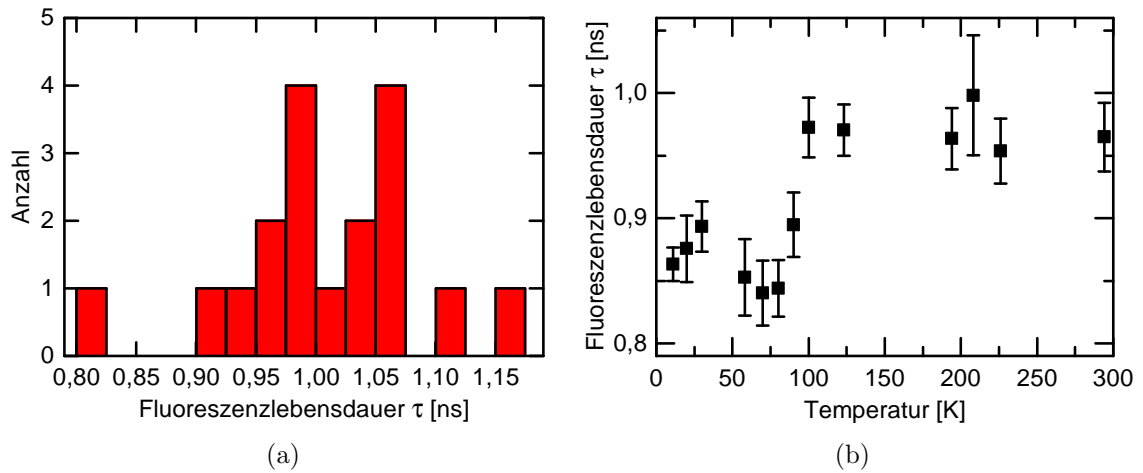 Anzahl
5
4
3
2
1
0
0,80 0,85 0,90 0,95 1,00 1,05 1,10 1,15
Fluoreszenzlebensdauer τ [ns]
(a)
Fluoreszenzlebensdauer τ [ns]
1,0
0,9
0,8
0 50 100 150 200 250 300
Temperatur [K]
(b)